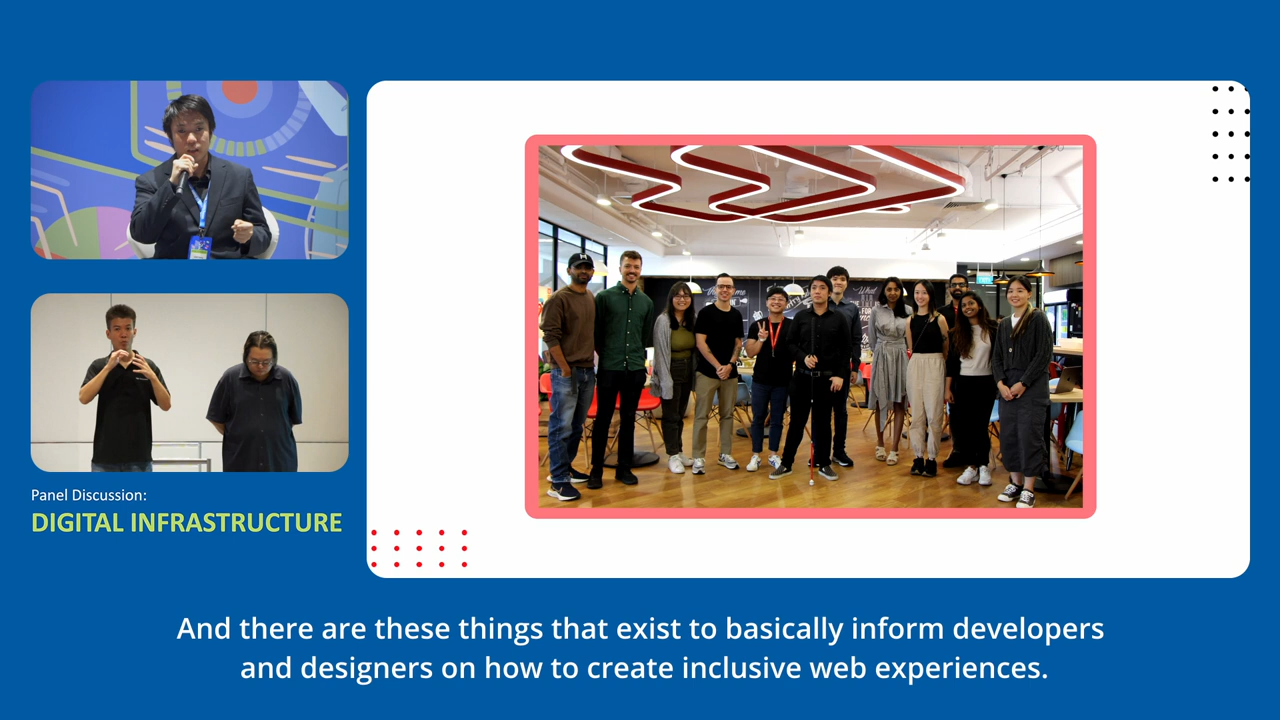 Panel Discussion:
DIGITAL INFRASTRUCTURE
And there are these things that exist to basically inform developers
and designers on how to create inclusive web experiences.